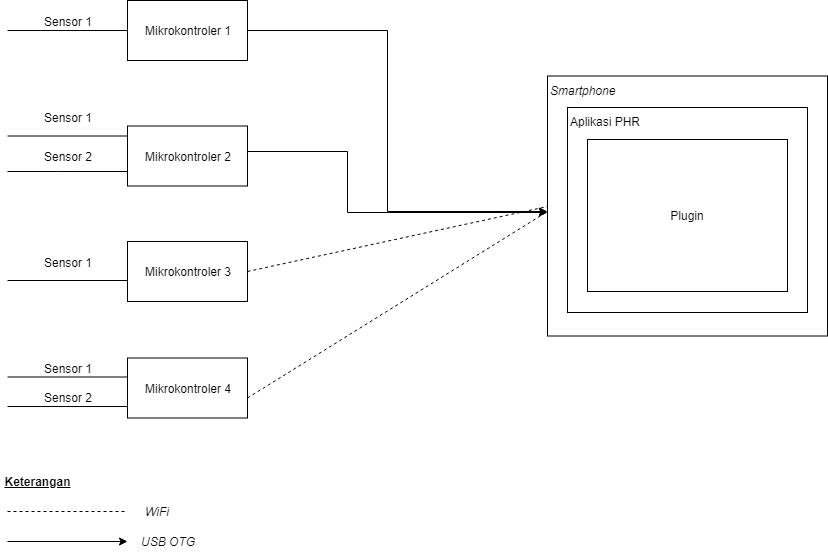 Sensor 1
Mikrokontroler 1
Smartphone
Aplikasi PHR
Plugin
Sensor 1
Sensor 2
Mikrokontroler 2
Sensor 1
Mikrokontroler 3
Sensor 1
Sensor 2
Mikrokontroler 4
Keterangan
WiFi
USB OTG